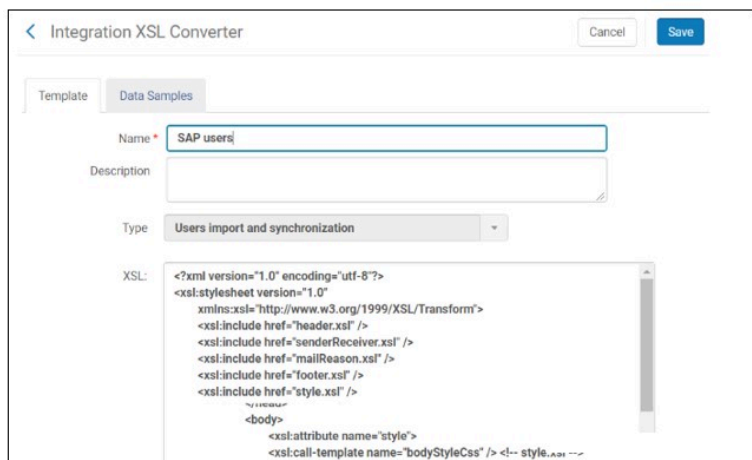 Integration XSL Converter
Cancel
Save
Template
Data Samples
Name *
SAP users
Description
Type
Users import and synchronization
XSL:
<?xml version="1.0" encoding="utf-8"?>
<xsl:stylesheet version="1.0"
xmlns:xsl="http://www.w3.org/1999/XSL/Transform">
<xsl:include href="header.xsl" />
<xsl:include href="senderReceiver.xsl" />
<xsl:include href="mailReason.xsl" />
<xsl:include href="footer.xsl" />
<xsl:include href="style.xsl" />
</head>
<body>
<xsl:attribute name="style">
<xsl:call-template name="bodyStyleCss" /> <!-- style.xsl -->